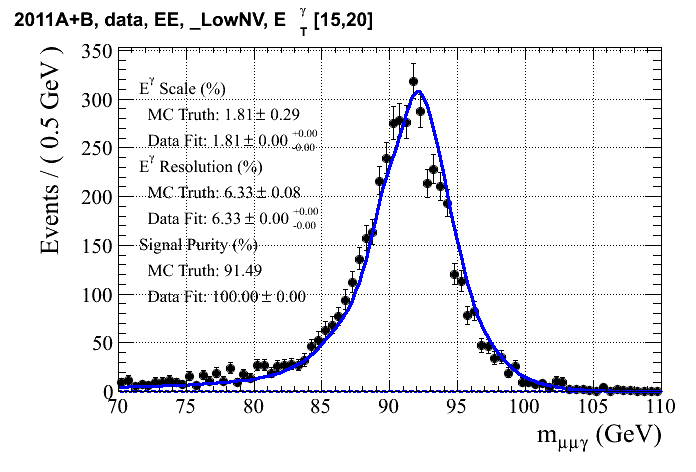 2011A+B, data, EE, _LowNV, E_T^γ [15,20]
Events / ( 0.5 GeV )
350
300
250
200
150
100
50
0
E^γ Scale (%)
MC Truth: 1.81 ± 0.29
Data Fit: 1.81 ± 0.00 +0.00 -0.00
E^γ Resolution (%)
MC Truth: 6.33 ± 0.08
Data Fit: 6.33 ± 0.00 +0.00 -0.00
Signal Purity (%)
MC Truth: 91.49
Data Fit: 100.00 ± 0.00
70 75 80 85 90 95 100 105 110
m_μμγ (GeV)